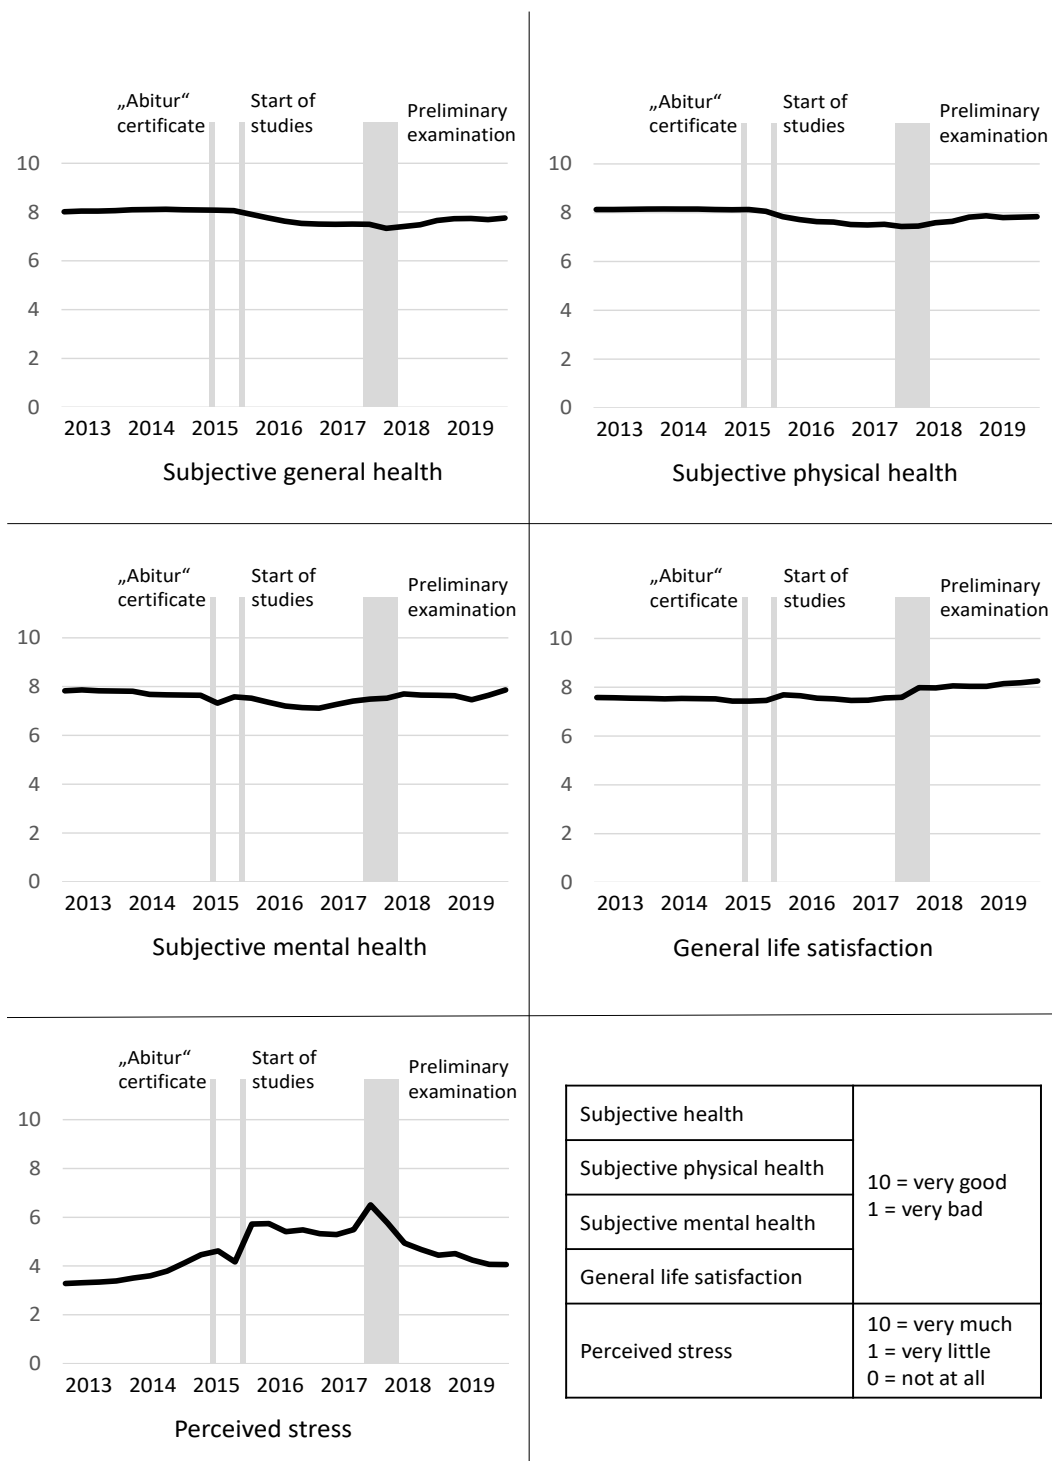 „Abitur“
certificate
Start of
studies
Preliminary
examination
10
8
6
4
2
0
2013 2014 2015 2016 2017 2018 2019
Subjective general health
„Abitur“
certificate
Start of
studies
Preliminary
examination
10
8
6
4
2
0
2013 2014 2015 2016 2017 2018 2019
Subjective physical health
„Abitur“
certificate
Start of
studies
Preliminary
examination
10
8
6
4
2
0
2013 2014 2015 2016 2017 2018 2019
Subjective mental health
„Abitur“
certificate
Start of
studies
Preliminary
examination
10
8
6
4
2
0
2013 2014 2015 2016 2017 2018 2019
General life satisfaction
„Abitur“
certificate
Start of
studies
Preliminary
examination
10
8
6
4
2
0
2013 2014 2015 2016 2017 2018 2019
Perceived stress
Subjective health
Subjective physical health
Subjective mental health
General life satisfaction
10 = very good
1 = very bad
Perceived stress
10 = very much
1 = very little
0 = not at all